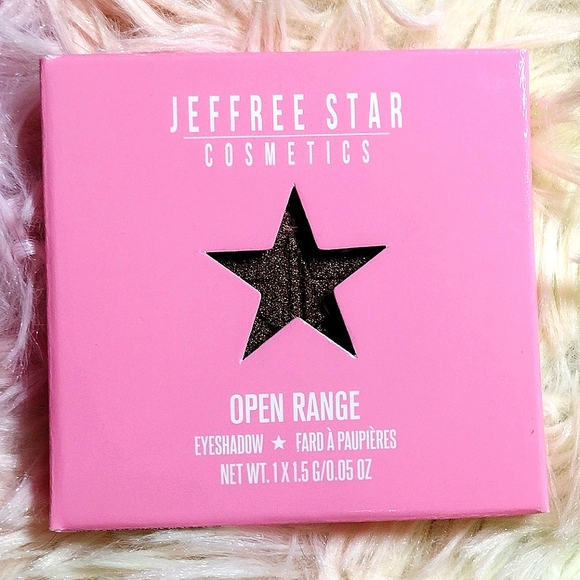 JEFFREE STAR
COSMETICS
OPEN RANGE
EYESHADOW ★ FARD À PAUPIÈRES
NET WT. 1 X 1.5 G/0.05 OZ